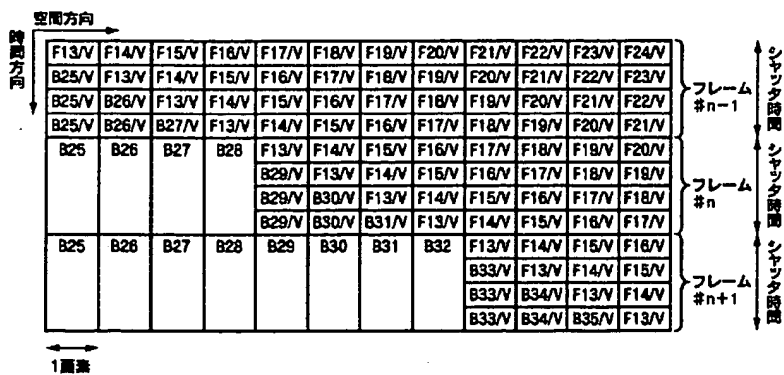 空間方向
時間方向
F13/V F14/V F15/V F16/V F17/V F18/V F19/V F20/V F21/V F22/V F23/V F24/V
B25/V F13/V F14/V F15/V F16/V F17/V F18/V F19/V F20/V F21/V F22/V F23/V
B25/V B26/V F13/V F14/V F15/V F16/V F17/V F18/V F19/V F20/V F21/V F22/V
B25/V B26/V B27/V F13/V F14/V F15/V F16/V F17/V F18/V F19/V F20/V F21/V
フレーム
#n-1
シャッタ時間
B25 B26 B27 B28 F13/V F14/V F15/V F16/V F17/V F18/V F19/V F20/V
B29/V F13/V F14/V F15/V F16/V F17/V F18/V F19/V
B29/V B30/V F13/V F14/V F15/V F16/V F17/V F18/V
B29/V B30/V B31/V F13/V F14/V F15/V F16/V F17/V
フレーム
#n
シャッタ時間
B25 B26 B27 B28 B29 B30 B31 B32 F13/V F14/V F15/V F16/V
B33/V F13/V F14/V F15/V
B33/V B34/V F13/V F14/V
B33/V B34/V B35/V F13/V
フレーム
#n+1
シャッタ時間
1画素